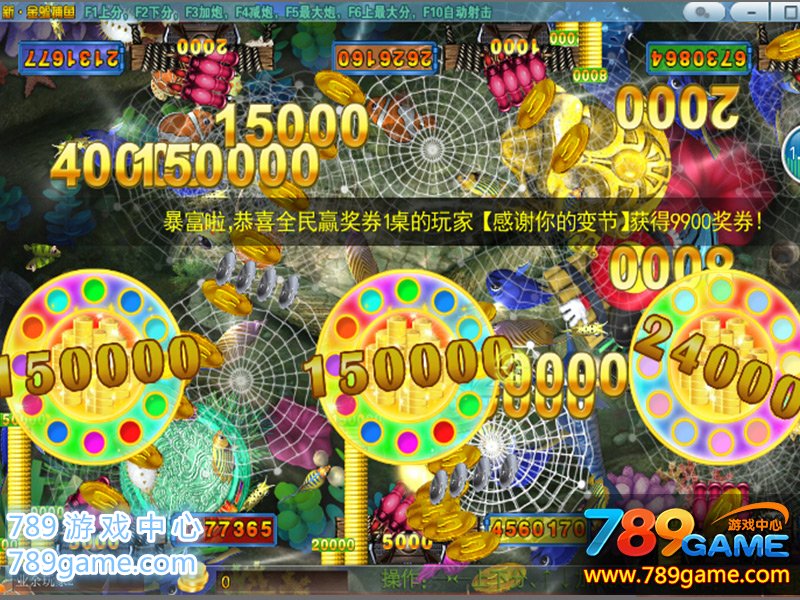 新·金鲨捕鱼 F1上分，F2下分，F3加炮，F4减炮，F5最大炮，F6上最大分，F10自动射击
2131677
2000
2626160
1000
0008
6730864
15000
150000
2000
暴富啦,恭喜全民赢奖券1桌的玩家【感谢你的变节】获得9900奖券!
8000
150000
150000
24000
77365
20000
5000
4560170
789游戏中心
789game.com
789GAME 游戏中心
www.789game.com
0
操作：